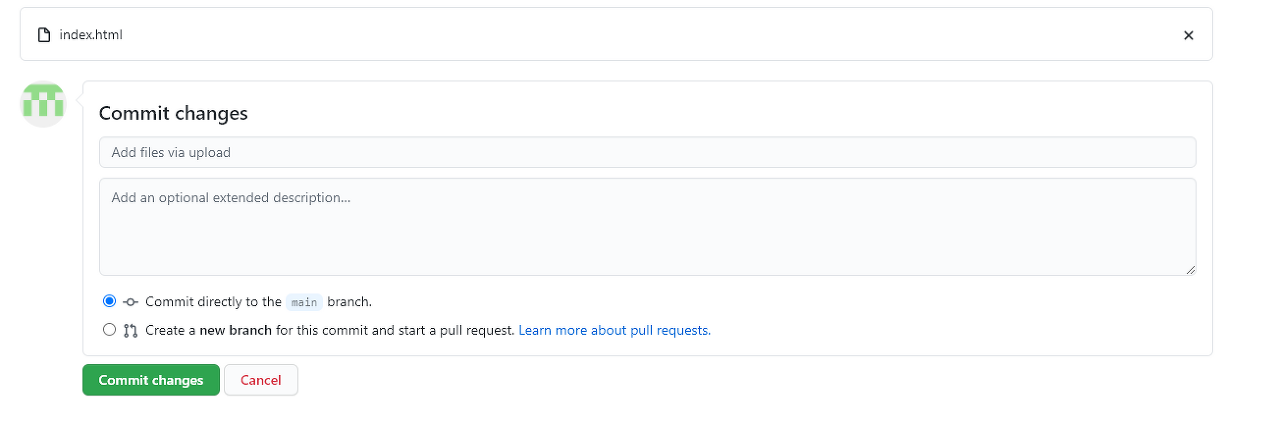 index.html
Commit changes
Add files via upload
Add an optional extended description...
Commit directly to the main branch.
Create a new branch for this commit and start a pull request. Learn more about pull requests.
Commit changes Cancel